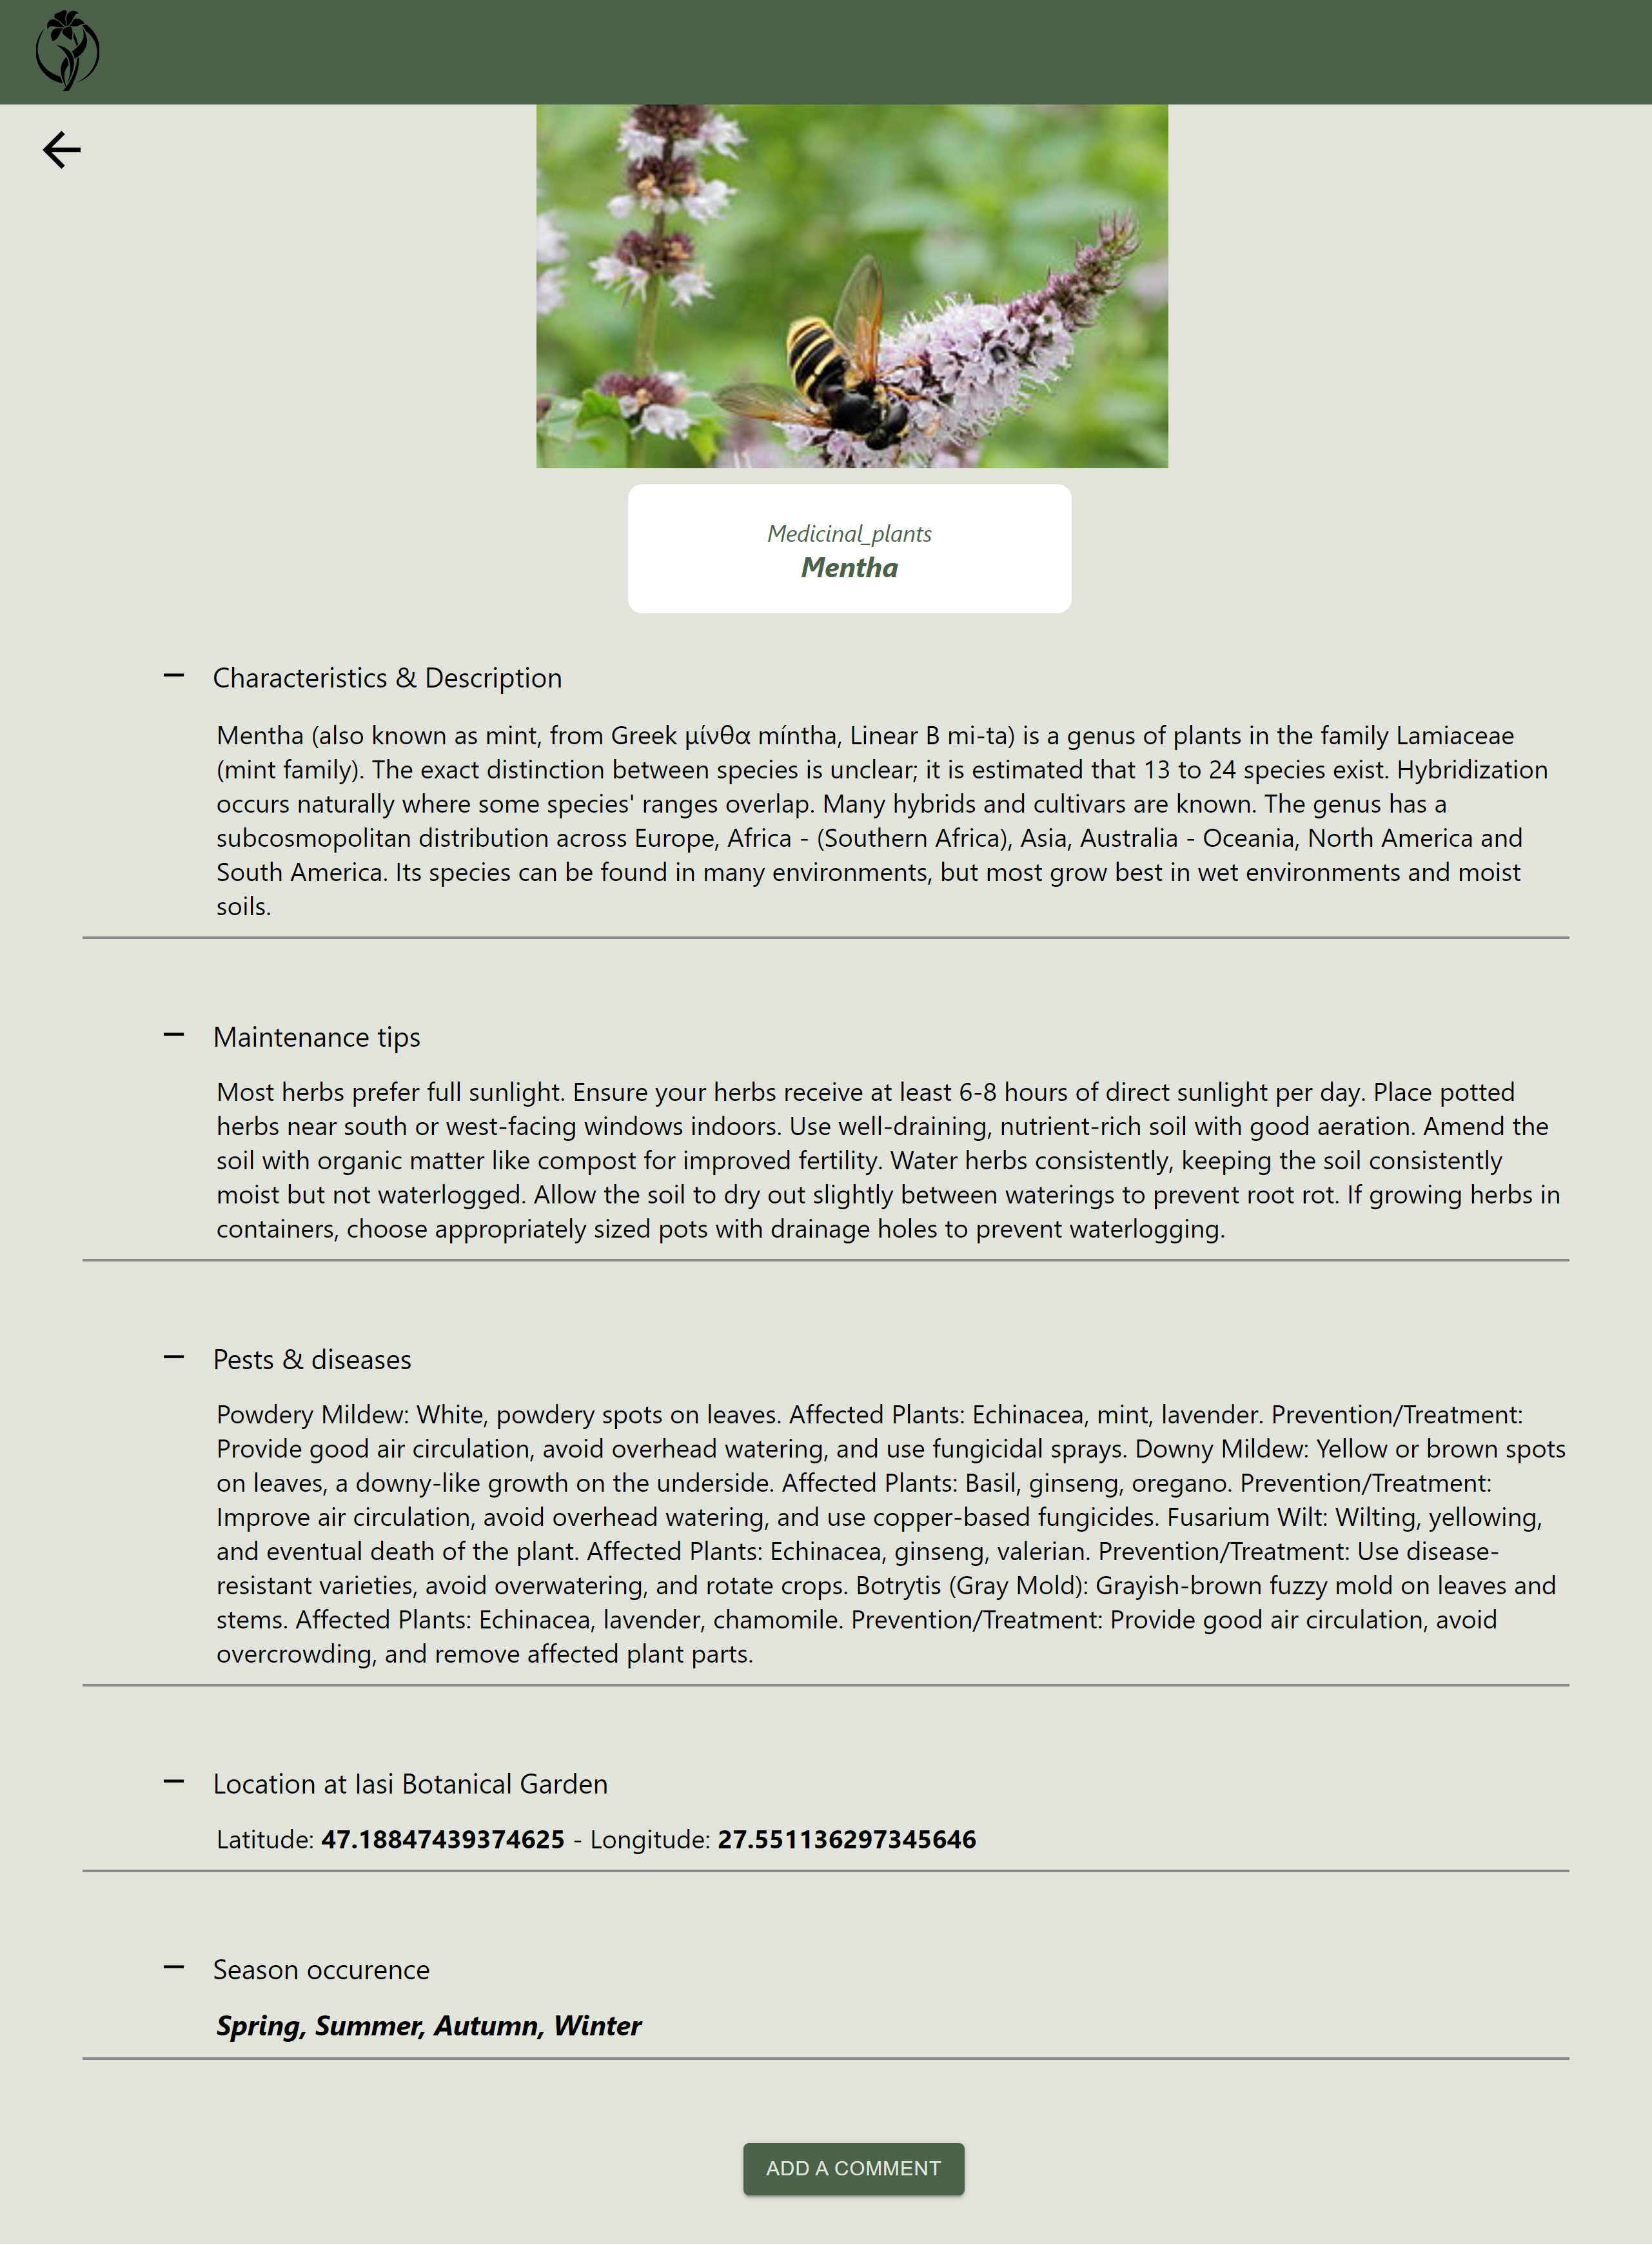 Medicinal_plants
Mentha
Characteristics & Description
Mentha (also known as mint, from Greek μίνθα míntha, Linear B mi-ta) is a genus of plants in the family Lamiaceae
(mint family). The exact distinction between species is unclear; it is estimated that 13 to 24 species exist. Hybridization
occurs naturally where some species' ranges overlap. Many hybrids and cultivars are known. The genus has a
subcosmopolitan distribution across Europe, Africa - (Southern Africa), Asia, Australia - Oceania, North America and
South America. Its species can be found in many environments, but most grow best in wet environments and moist
soils.
Maintenance tips
Most herbs prefer full sunlight. Ensure your herbs receive at least 6-8 hours of direct sunlight per day. Place potted
herbs near south or west-facing windows indoors. Use well-draining, nutrient-rich soil with good aeration. Amend the
soil with organic matter like compost for improved fertility. Water herbs consistently, keeping the soil consistently
moist but not waterlogged. Allow the soil to dry out slightly between waterings to prevent root rot. If growing herbs in
containers, choose appropriately sized pots with drainage holes to prevent waterlogging.
Pests & diseases
Powdery Mildew: White, powdery spots on leaves. Affected Plants: Echinacea, mint, lavender. Prevention/Treatment:
Provide good air circulation, avoid overhead watering, and use fungicidal sprays. Downy Mildew: Yellow or brown spots
on leaves, a downy-like growth on the underside. Affected Plants: Basil, ginseng, oregano. Prevention/Treatment:
Improve air circulation, avoid overhead watering, and use copper-based fungicides. Fusarium Wilt: Wilting, yellowing,
and eventual death of the plant. Affected Plants: Echinacea, ginseng, valerian. Prevention/Treatment: Use disease-
resistant varieties, avoid overwatering, and rotate crops. Botrytis (Gray Mold): Grayish-brown fuzzy mold on leaves and
stems. Affected Plants: Echinacea, lavender, chamomile. Prevention/Treatment: Provide good air circulation, avoid
overcrowding, and remove affected plant parts.
Location at Iasi Botanical Garden
Latitude: 47.18847439374625 - Longitude: 27.551136297345646
Season occurence
Spring, Summer, Autumn, Winter
ADD A COMMENT